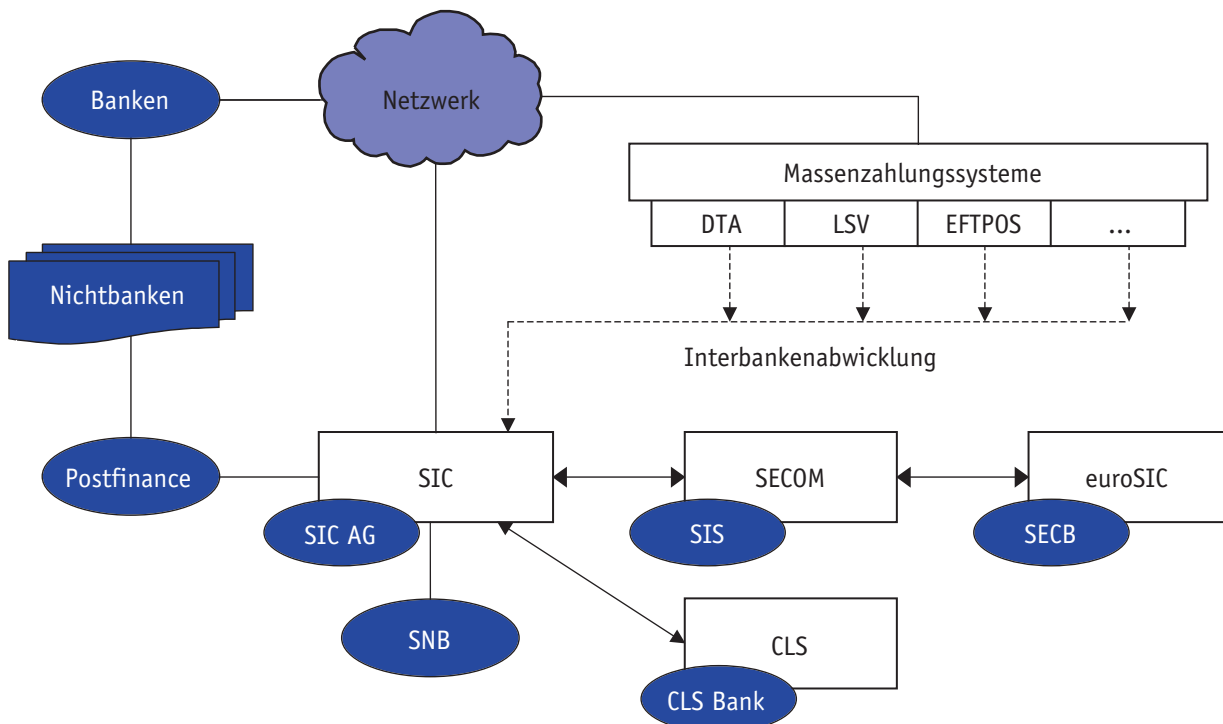 Banken
Netzwerk
Massenzahlungssysteme
DTA
LSV
EFTPOS
...
Nichtbanken
Interbankenabwicklung
Postfinance
SIC
SECOM
euroSIC
SIC AG
SIS
SECB
SNB
CLS
CLS Bank